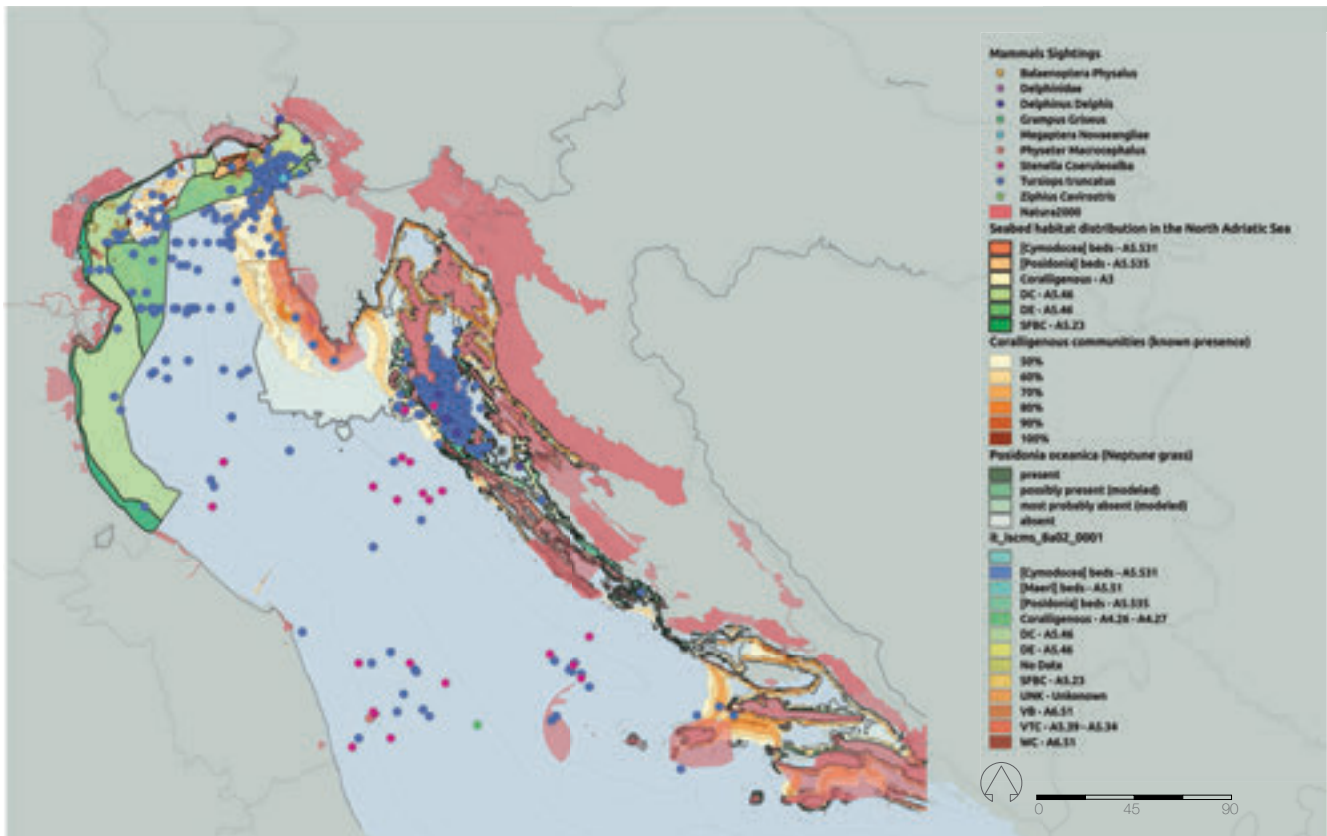 Mammals Sightings
Balaenoptera Physalus
Delphinidae
Delphinus Delphis
Grampus Griseus
Megaptera Novaeangliae
Physeter Macrocephalus
Stenella Coeruleoalba
Tursiops truncatus
Ziphius Cavirostris
Natura2000
Seabed habitat distribution in the North Adriatic Sea
[Cymodocea] beds - A5.531
[Posidonia] beds - A5.535
Coralligenous - A3
DC - A5.46
DE - A5.46
SFBC - A5.23
Coralligenous communities (known presence)
50%
60%
70%
80%
90%
100%
Posidonia oceanica (Neptune grass)
present
possibly present (modeled)
most probably absent (modeled)
absent
it_iscms_6a02_0001
[Cymodocea] beds - A5.531
[Maerl] beds - A5.51
[Posidonia] beds - A5.535
Coralligenous - A4.26 - A4.27
DC - A5.46
DE - A5.46
No Data
SFBC - A5.23
UNK - Unknown
VB - A6.51
VTC - A5.39 - A5.34
WC - A6.51
0 45 90